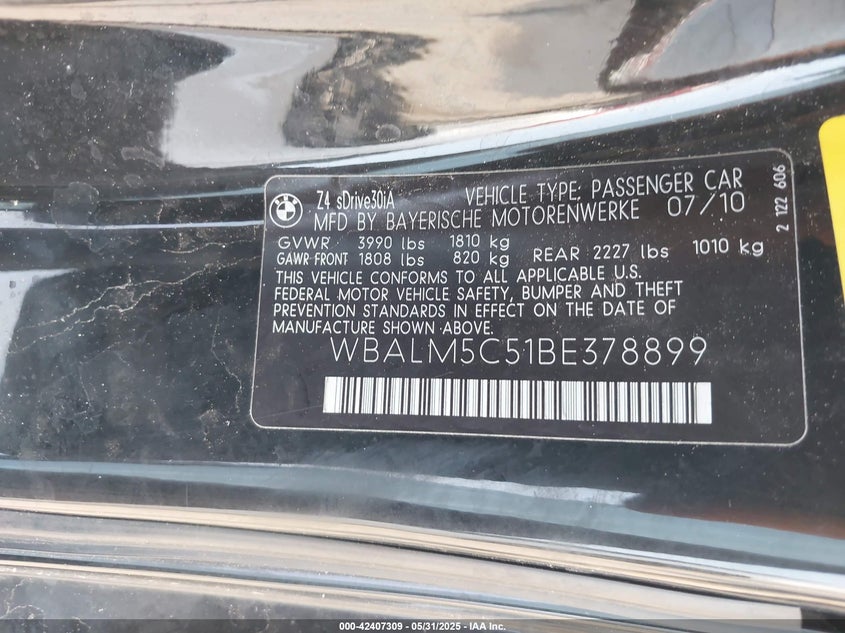 Z4 sDrive30iA VEHICLE TYPE: PASSENGER CAR
MFD BY BAYERISCHE MOTORENWERKE 07/10
GVWR 3990 lbs 1810 kg
GAWR FRONT 1808 lbs 820 kg REAR 2227 lbs 1010 kg
THIS VEHICLE CONFORMS TO ALL APPLICABLE U.S.
FEDERAL MOTOR VEHICLE SAFETY, BUMPER AND THEFT
PREVENTION STANDARDS IN EFFECT ON THE DATE OF
MANUFACTURE SHOWN ABOVE.
WBALM5C51BE378899
2 122 606
000-42407309 - 05/31/2025 - IAA Inc.